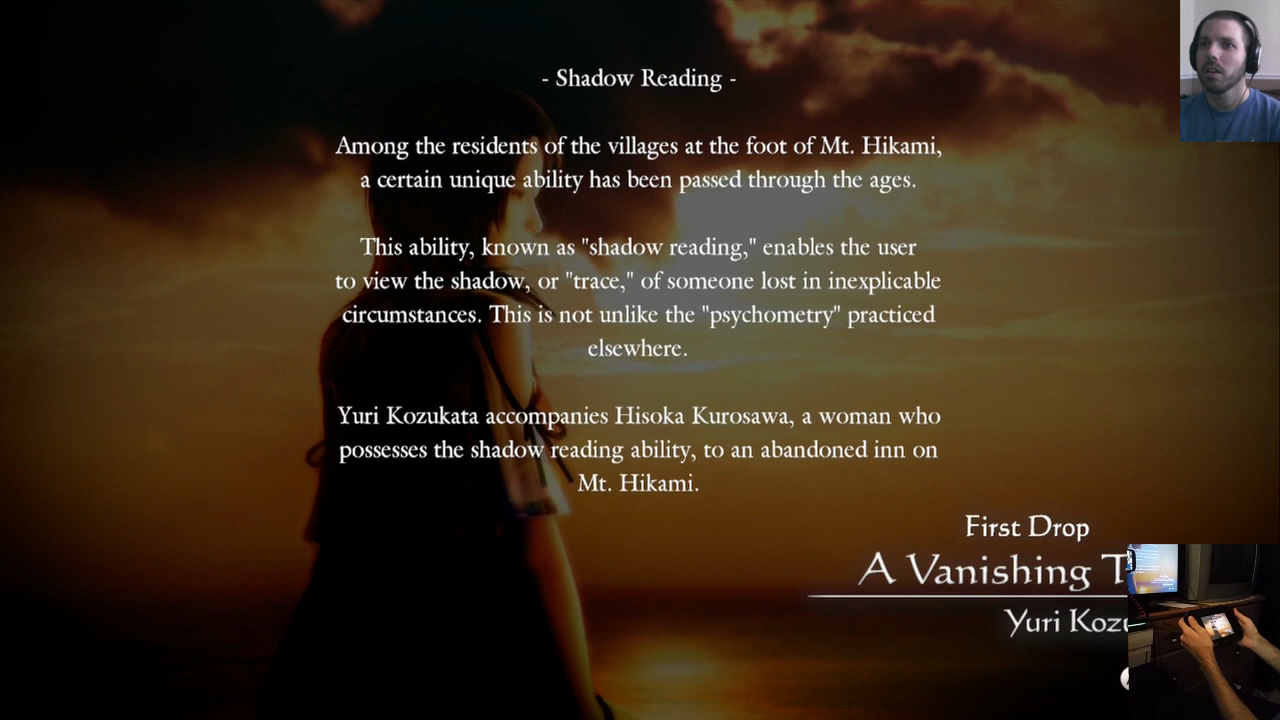 - Shadow Reading -
Among the residents of the villages at the foot of Mt. Hikami,
a certain unique ability has been passed through the ages.
This ability, known as "shadow reading," enables the user
to view the shadow, or "trace," of someone lost in inexplicable
circumstances. This is not unlike the "psychometry" practiced
elsewhere.
Yuri Kozukata accompanies Hisoka Kurosawa, a woman who
possesses the shadow reading ability, to an abandoned inn on
Mt. Hikami.
First Drop
A Vanishing
Yuri